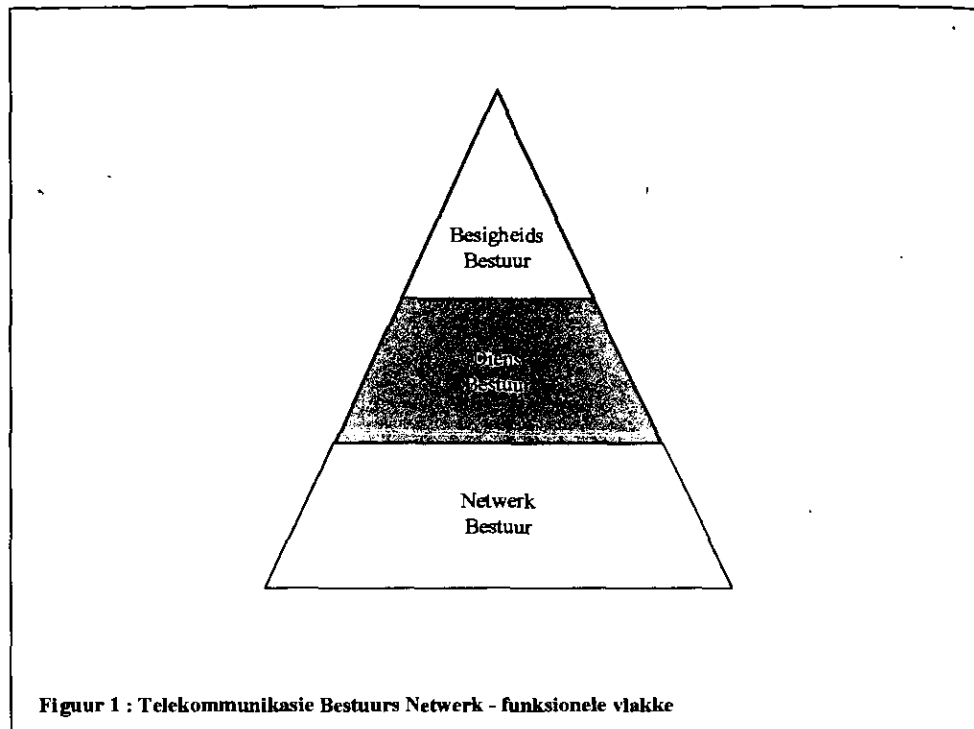 Besigheids
Bestuur
Diens
Bestuur
Netwerk
Bestuur
Figuur 1 : Telekommunikasie Bestuurs Netwerk - funksionele vlakke